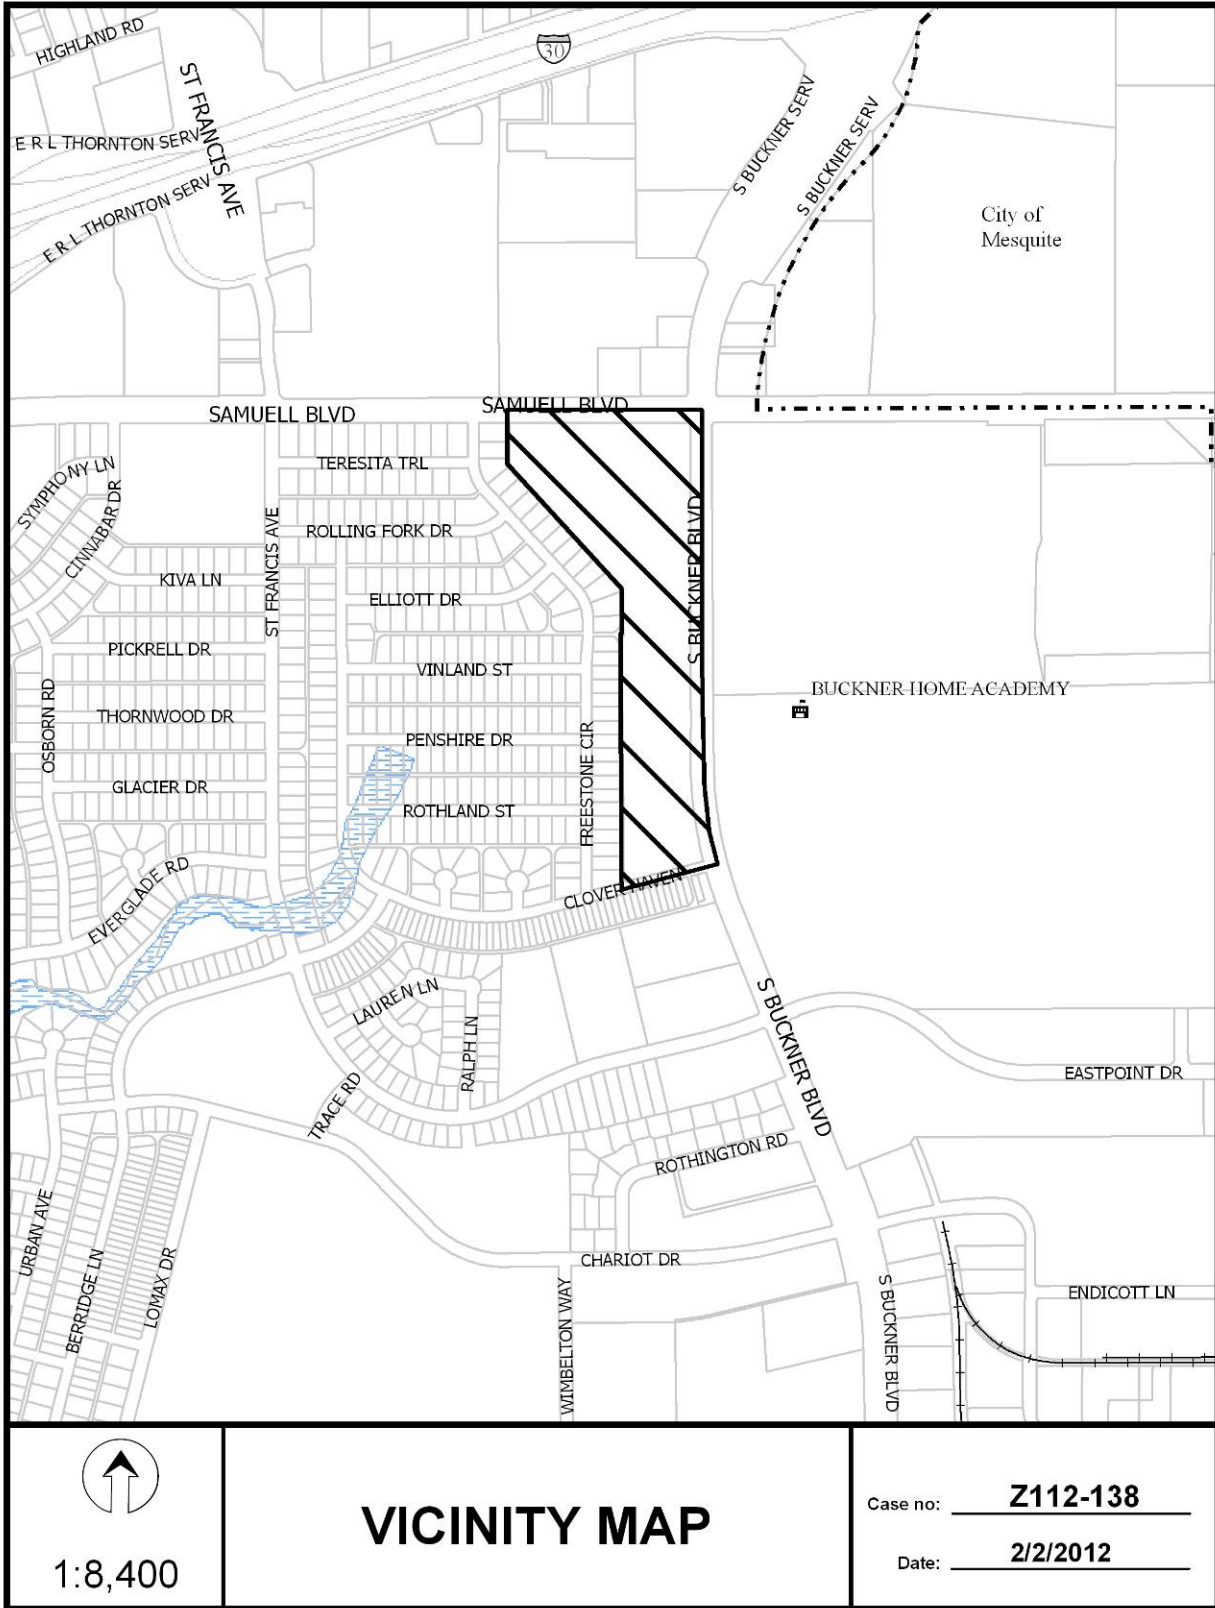 HIGHLAND RD
30
ST FRANCIS AVE
S BUCKNER SERV
S BUCKNER SERV
E R L THORNTON SERV
E R L THORNTON SERV
City of
Mesquite
SAMUELL BLVD
SAMUELL BLVD
TERESITA TRL
SYMPHONY LN
CINNABAR DR
ROLLING FORK DR
ST FRANCIS AVE
S BUCKNER BLVD
KIVA LN
ELLIOTT DR
PICKRELL DR
VINLAND ST
BUCKNER HOME ACADEMY
OSBORN RD
THORNWOOD DR
PENSHIRE DR
FREESTONE CIR
GLACIER DR
ROTHLAND ST
EVERGLADE RD
CLOVER HAVEN
LAUREN LN
RALPH LN
S BUCKNER BLVD
EASTPOINT DR
TRACE RD
ROTHINGTON RD
URBAN AVE
BERRIDGE LN
LOMAX DR
CHARIOT DR
WIMBELTON WAY
S BUCKNER BLVD
ENDICOTT LN
1:8,400
VICINITY MAP
Case no: Z112-138
Date: 2/2/2012